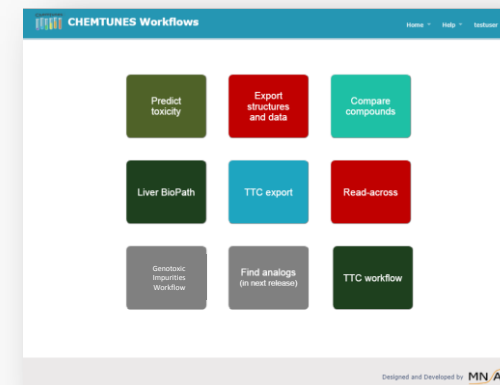 CHEMTUNES Workflows
Home Help testuser
Predict
toxicity
Export
structures
and data
Compare
compounds
Liver BioPath
TTC export
Read-across
Genotoxic
Impurities
Workflow
Find analogs
(in next release)
TTC workflow
Designed and Developed by MN